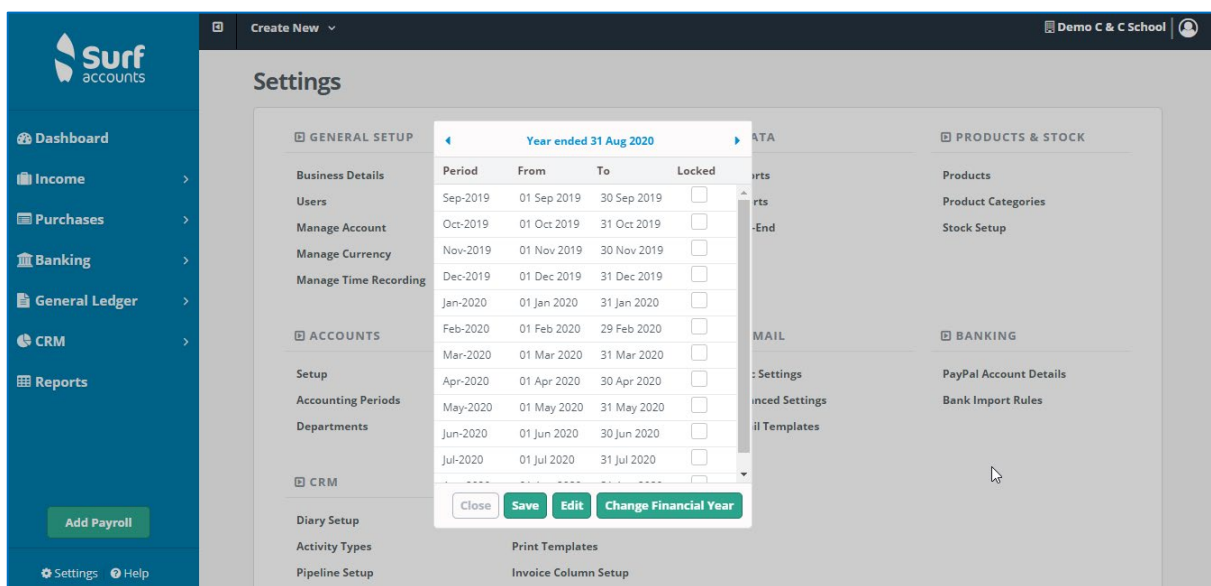 Surf
accounts
Dashboard
Income
Purchases
Banking
General Ledger
CRM
Reports
Add Payroll
Settings Help
Create New
Demo C & C School
Settings
GENERAL SETUP
Business Details
Users
Manage Account
Manage Currency
Manage Time Recording
ACCOUNTS
Setup
Accounting Periods
Departments
CRM
Diary Setup
Activity Types
Pipeline Setup
Year ended 31 Aug 2020
Period From To Locked
Sep-2019 01 Sep 2019 30 Sep 2019
Oct-2019 01 Oct 2019 31 Oct 2019
Nov-2019 01 Nov 2019 30 Nov 2019
Dec-2019 01 Dec 2019 31 Dec 2019
Jan-2020 01 Jan 2020 31 Jan 2020
Feb-2020 01 Feb 2020 29 Feb 2020
Mar-2020 01 Mar 2020 31 Mar 2020
Apr-2020 01 Apr 2020 30 Apr 2020
May-2020 01 May 2020 31 May 2020
Jun-2020 01 Jun 2020 30 Jun 2020
Jul-2020 01 Jul 2020 31 Jul 2020
Close Save Edit Change Financial Year
Print Templates
Invoice Column Setup
ATA
-End
MAIL
Settings
Templates
PRODUCTS & STOCK
Products
Product Categories
Stock Setup
BANKING
PayPal Account Details
Bank Import Rules